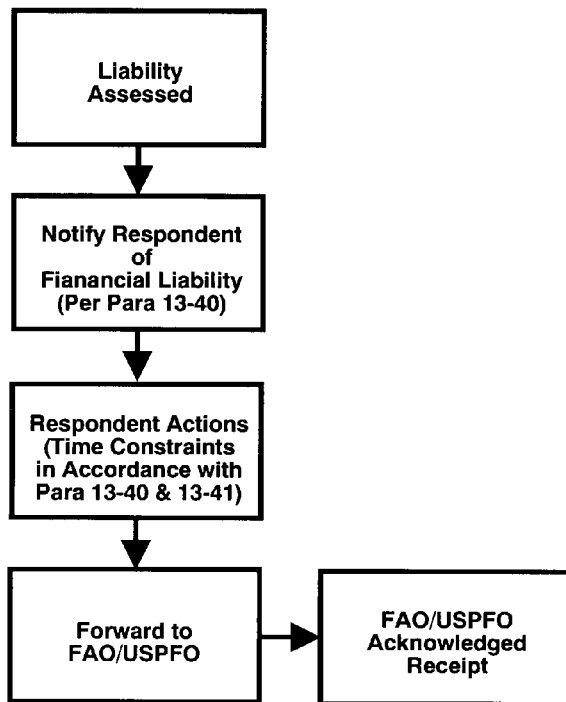 Liability
Assessed
Notify Respondent
of
Fianancial Liability
(Per Para 13-40)
Respondent Actions
(Time Constraints
in Accordance with
Para 13-40 & 13-41)
Forward to
FAO/USPFO
FAO/USPFO
Acknowledged
Receipt